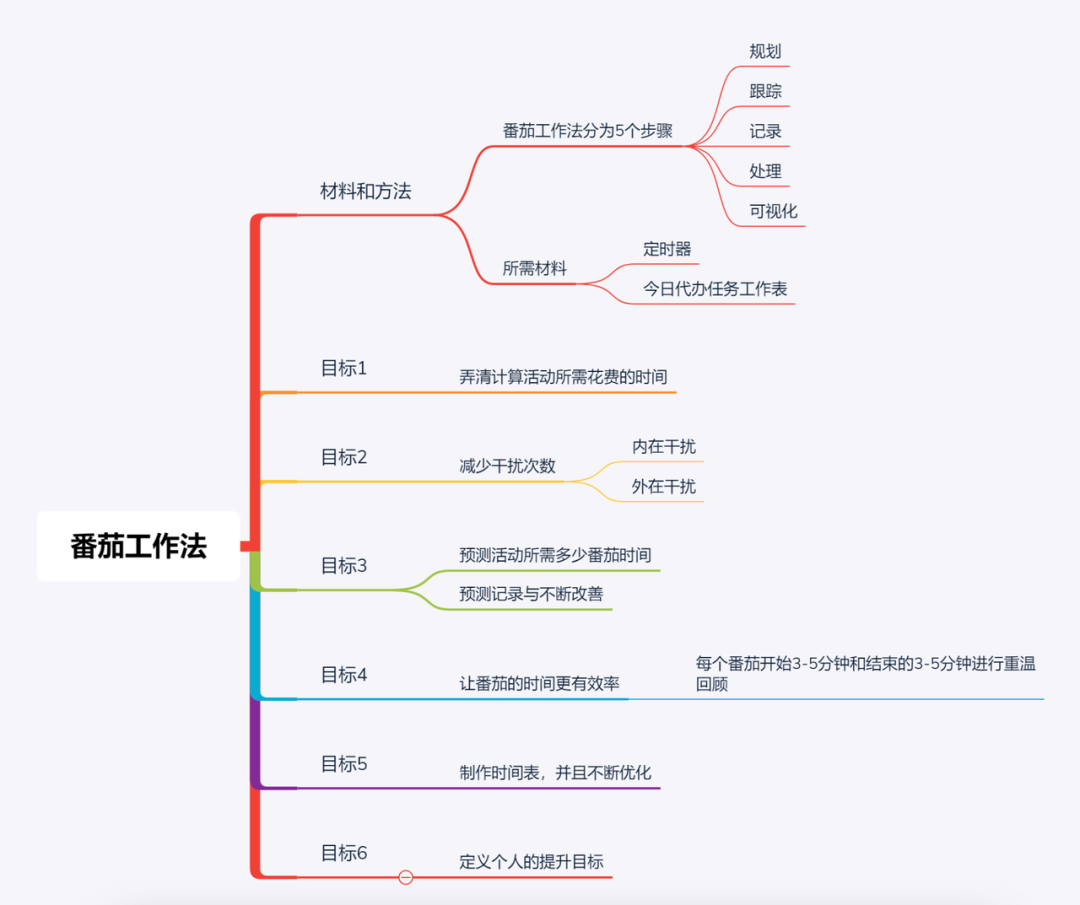 番茄工作法
材料和方法
番茄工作法分为5个步骤
规划
跟踪
记录
处理
可视化
所需材料
定时器
今日代办任务工作表
目标1
弄清计算活动所需花费的时间
目标2
减少干扰次数
内在干扰
外在干扰
目标3
预测活动所需多少番茄时间
预测记录与不断改善
目标4
让番茄的时间更有效率
每个番茄开始3-5分钟和结束的3-5分钟进行重温
回顾
目标5
制作时间表，并且不断优化
目标6
定义个人的提升目标